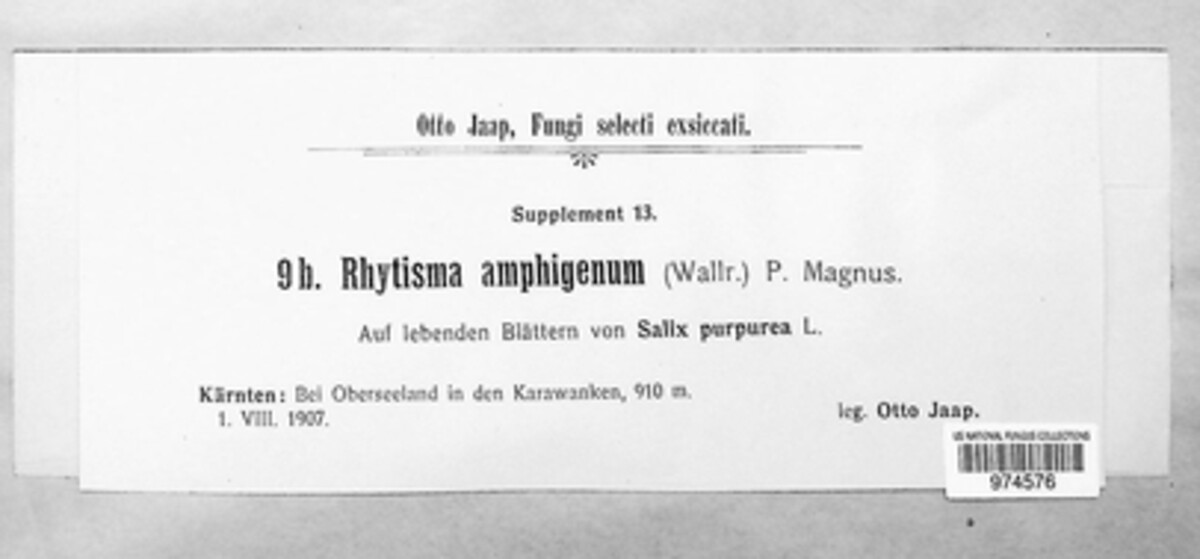 Otto Jaap, Fungi selecti exsiccati.
Supplement 13.
9 b. Rhytisma amphigenum (Wallr.) P. Magnus.
Auf lebenden Blättern von Salix purpurea L.
Kärnten: Bei Oberseeland in den Karawanken, 910 m.
1. VIII. 1907.
leg. Otto Jaap.
US NATIONAL FUNGUS COLLECTIONS
974576